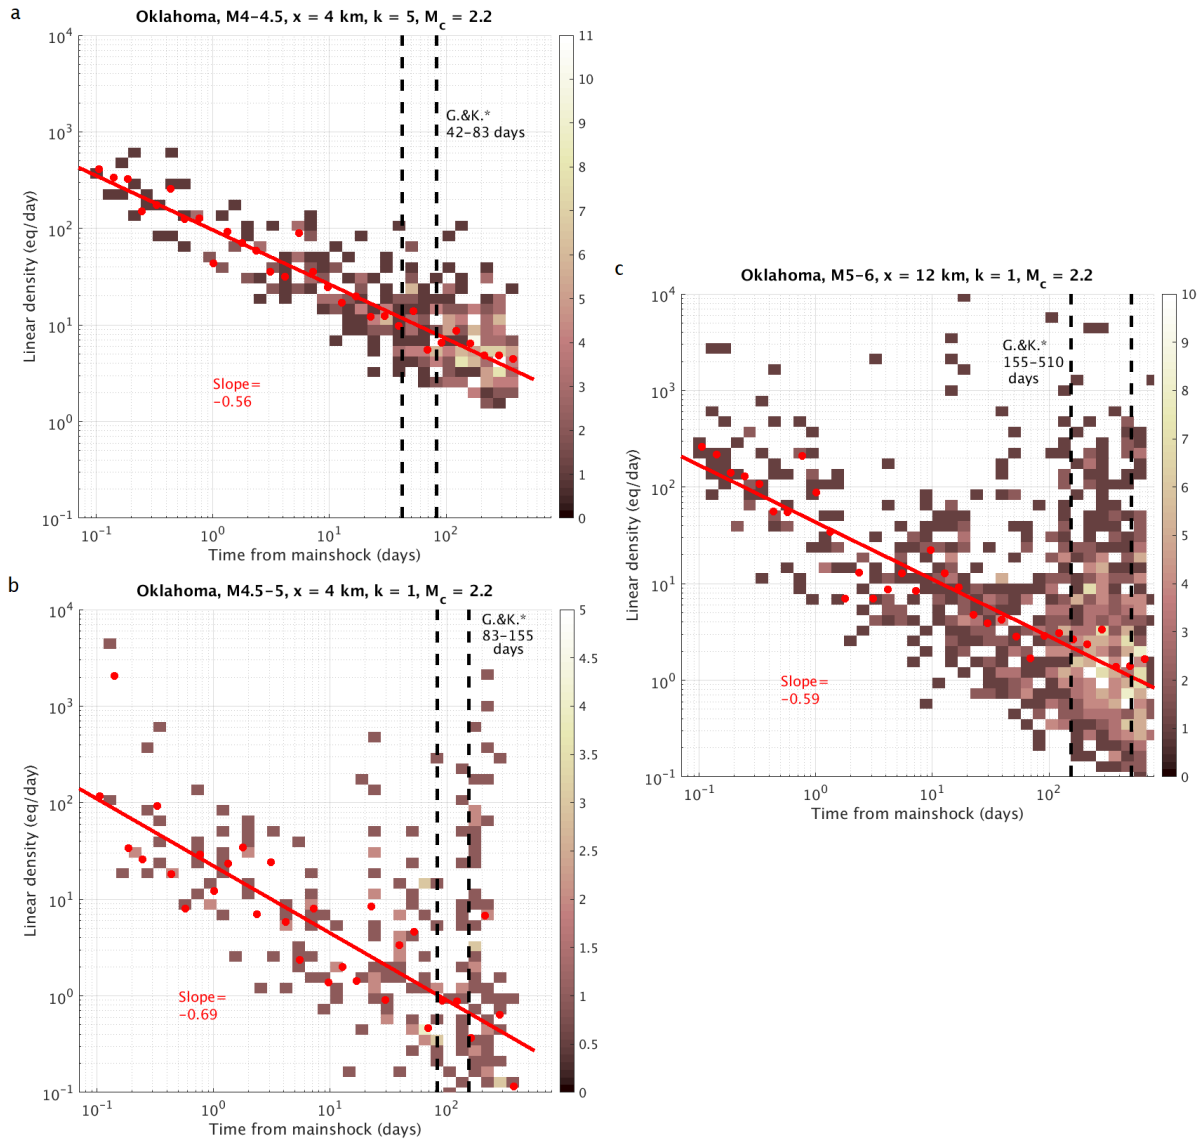 a
Oklahoma, M4-4.5, x = 4 km, k = 5, Mc = 2.2
Linear density (eq/day)
10^4
10^3
10^2
10^1
10^0
10^-1
G.&K.*
42-83 days
Slope=
-0.56
10^-1 10^0 10^1 10^2
Time from mainshock (days)
11
10
9
8
7
6
5
4
3
2
1
0
b
Oklahoma, M4.5-5, x = 4 km, k = 1, Mc = 2.2
Linear density (eq/day)
10^4
10^3
10^2
10^1
10^0
10^-1
G.&K.*
83-155
days
Slope=
-0.69
10^-1 10^0 10^1 10^2
Time from mainshock (days)
5
4.5
4
3.5
3
2.5
2
1.5
1
0.5
0
c
Oklahoma, M5-6, x = 12 km, k = 1, Mc = 2.2
Linear density (eq/day)
10^4
10^3
10^2
10^1
10^0
10^-1
G.&K.*
155-510
days
Slope=
-0.59
10^-1 10^0 10^1 10^2
Time from mainshock (days)
10
9
8
7
6
5
4
3
2
1
0